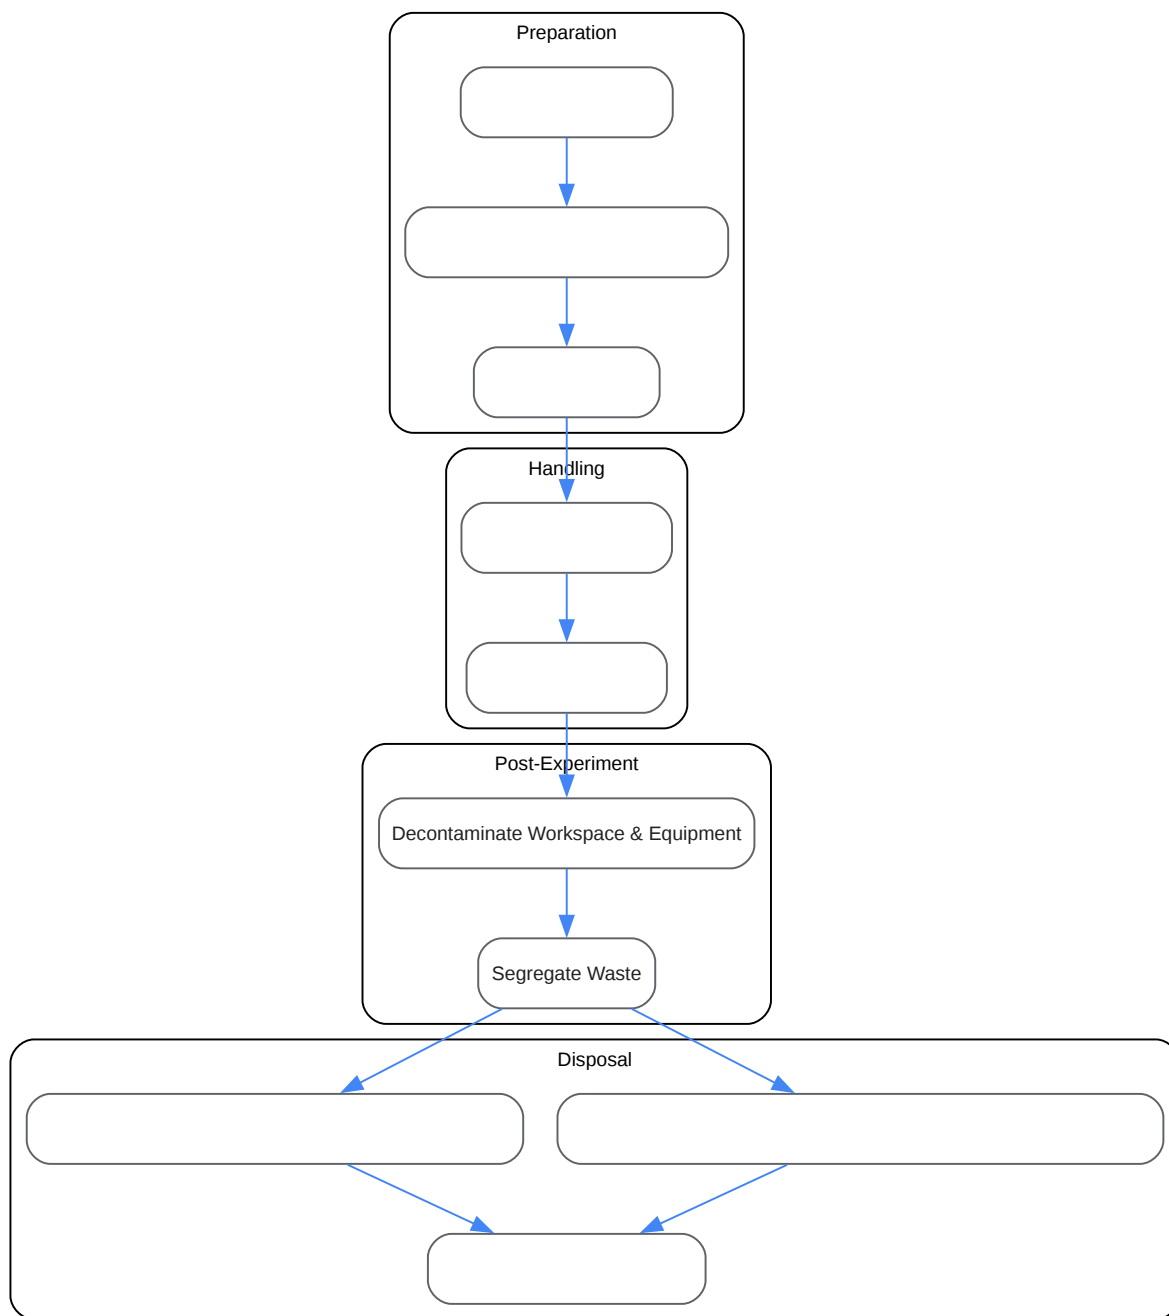 Preparation
Handling
Post-Experiment
Decontaminate Workspace & Equipment
Segregate Waste
Disposal